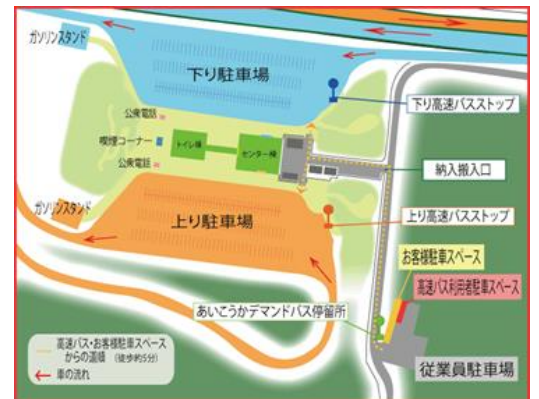 ガソリンスタンド
下り駐車場
下り高速バスストップ
公衆電話
喫煙コーナー
トイレ棟
センター棟
公衆電話
納入搬入口
ガソリンスタンド
上り駐車場
上り高速バスストップ
お客様駐車スペース
高速バス利用者駐車スペース
あいこうかデマンドバス停留所
従業員駐車場
高速バス・お客様駐車スペース
からの道順 (徒歩約5分)
車の流れ